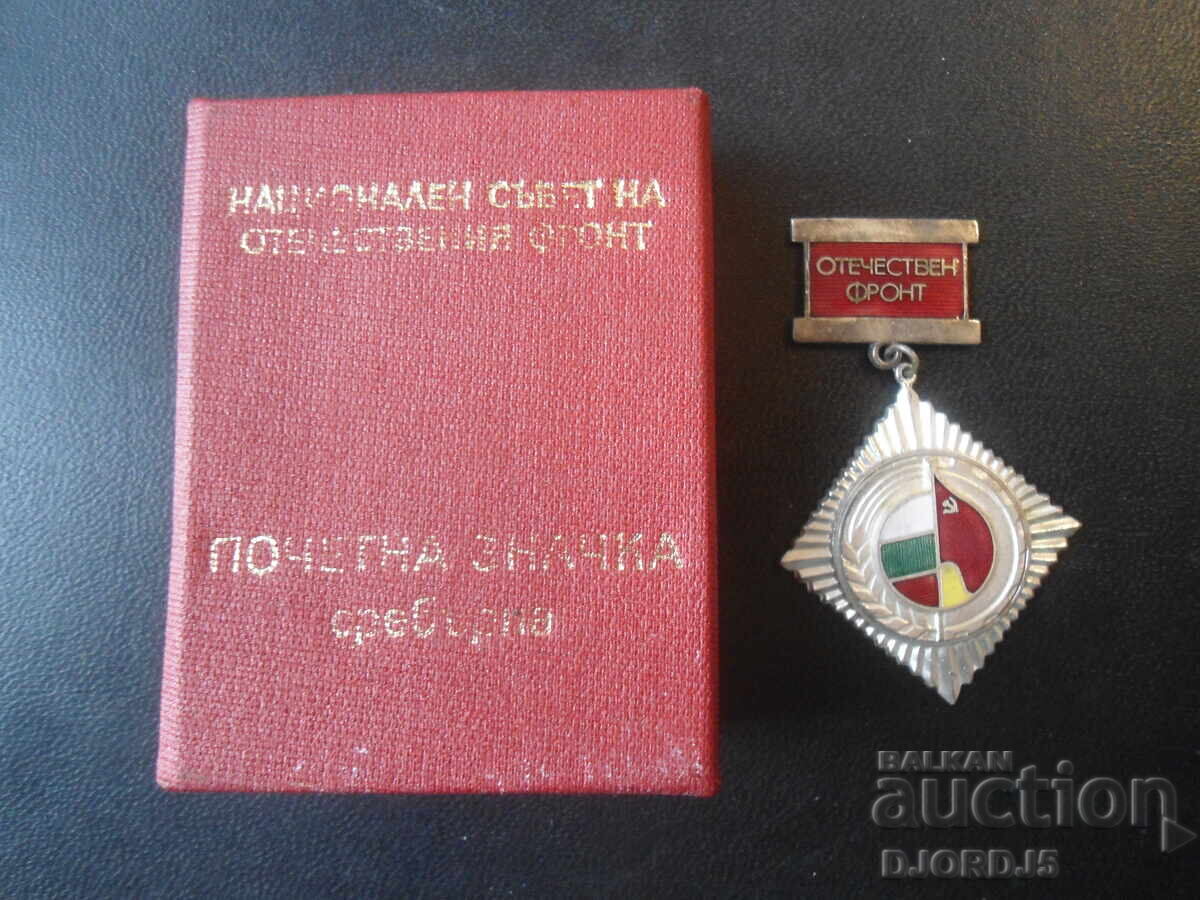 НАЦИОНАЛЕН СЪВЕТ НА
ОТЕЧЕСТВЕНИЯ ФРОНТ
ПОЧЕТНА ЗНАЧКА
сребърна
ОТЕЧЕСТВЕН
ФРОНТ
BALKAN
auction
DJORDJ5